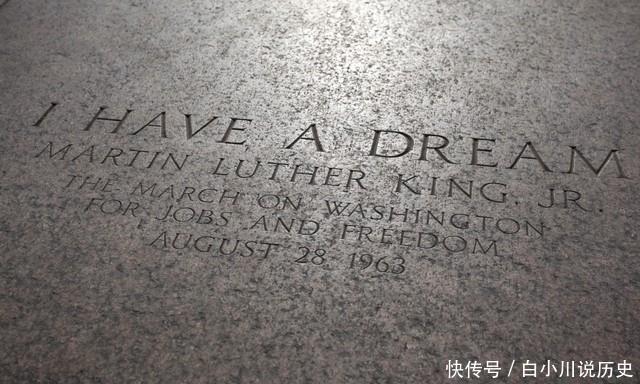 I HAVE A DREAM
MARTIN LUTHER KING, JR.
THE MARCH ON WASHINGTON
FOR JOBS AND FREEDOM
AUGUST 28 1963
快传号 / 白小川说历史